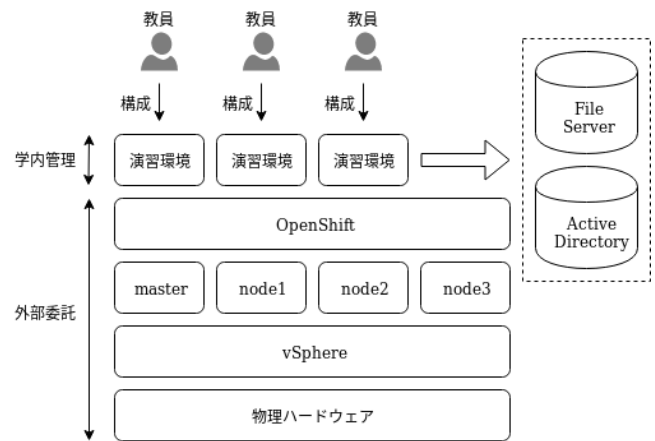 教員
教員
教員
構成
構成
構成
学内管理
演習環境
演習環境
演習環境
File
Server
Active
Directory
OpenShift
外部委託
master
node1
node2
node3
vSphere
物理ハードウェア